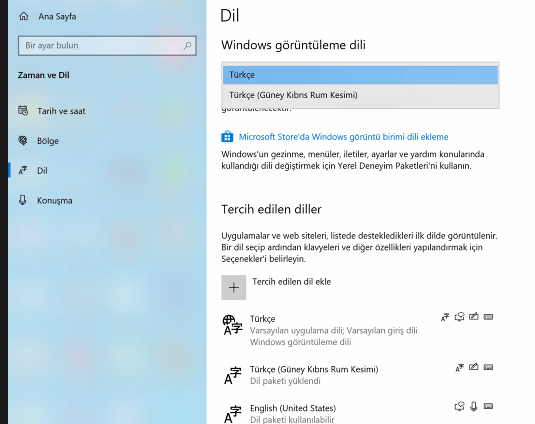 Ana Sayfa
Bir ayar bulun
Zaman ve Dil
Tarih ve saat
Bölge
Dil
Konuşma
Dil
Windows görüntüleme dili
Türkçe
Türkçe (Güney Kıbrıs Rum Kesimi)
görüntülenecektir.
Microsoft Store'da Windows görüntü birimi dili ekleme
Windows'un gezinme, menüler, iletiler, ayarlar ve yardım konularında
kullandığı dili değiştirmek için Yerel Deneyim Paketleri'ni kullanın.
Tercih edilen diller
Uygulamalar ve web siteleri, listede destekledikleri ilk dilde görüntülenir.
Bir dil seçip ardından klavyeleri ve diğer özellikleri yapılandırmak için
Seçenekler'i belirleyin.
Tercih edilen dil ekle
Türkçe
Varsayılan uygulama dili; Varsayılan giriş dili
Windows görüntüleme dili
Türkçe (Güney Kıbrıs Rum Kesimi)
Dil paketi yüklendi
English (United States)
Dil paketi kullanılabilir